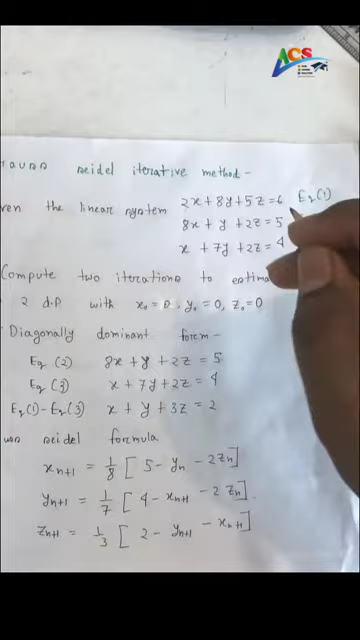 ACS
seidel iterative method -
the linear system 2x + 8y + 5z = 6 Eq (1)
8x + y + 2z = 5
x + 7y + 2z = 4
Compute two iterations to
2 d.p with x₀ = 0, y₀ = 0, z₀ = 0
Diagonally dominant form -
Eq (2) 8x + y + 2z = 5
Eq (3) x + 7y + 2z = 4
Eq (1) - Eq (3) x + y + 3z = 2
seidel formula
xₙ₊₁ = 1/8 [ 5 - yₙ - 2zₙ]
yₙ₊₁ = 1/7 [ 4 - xₙ₊₁ - 2zₙ].
zₙ₊₁ = 1/3 [ 2 - yₙ₊₁ - xₙ₊₁]